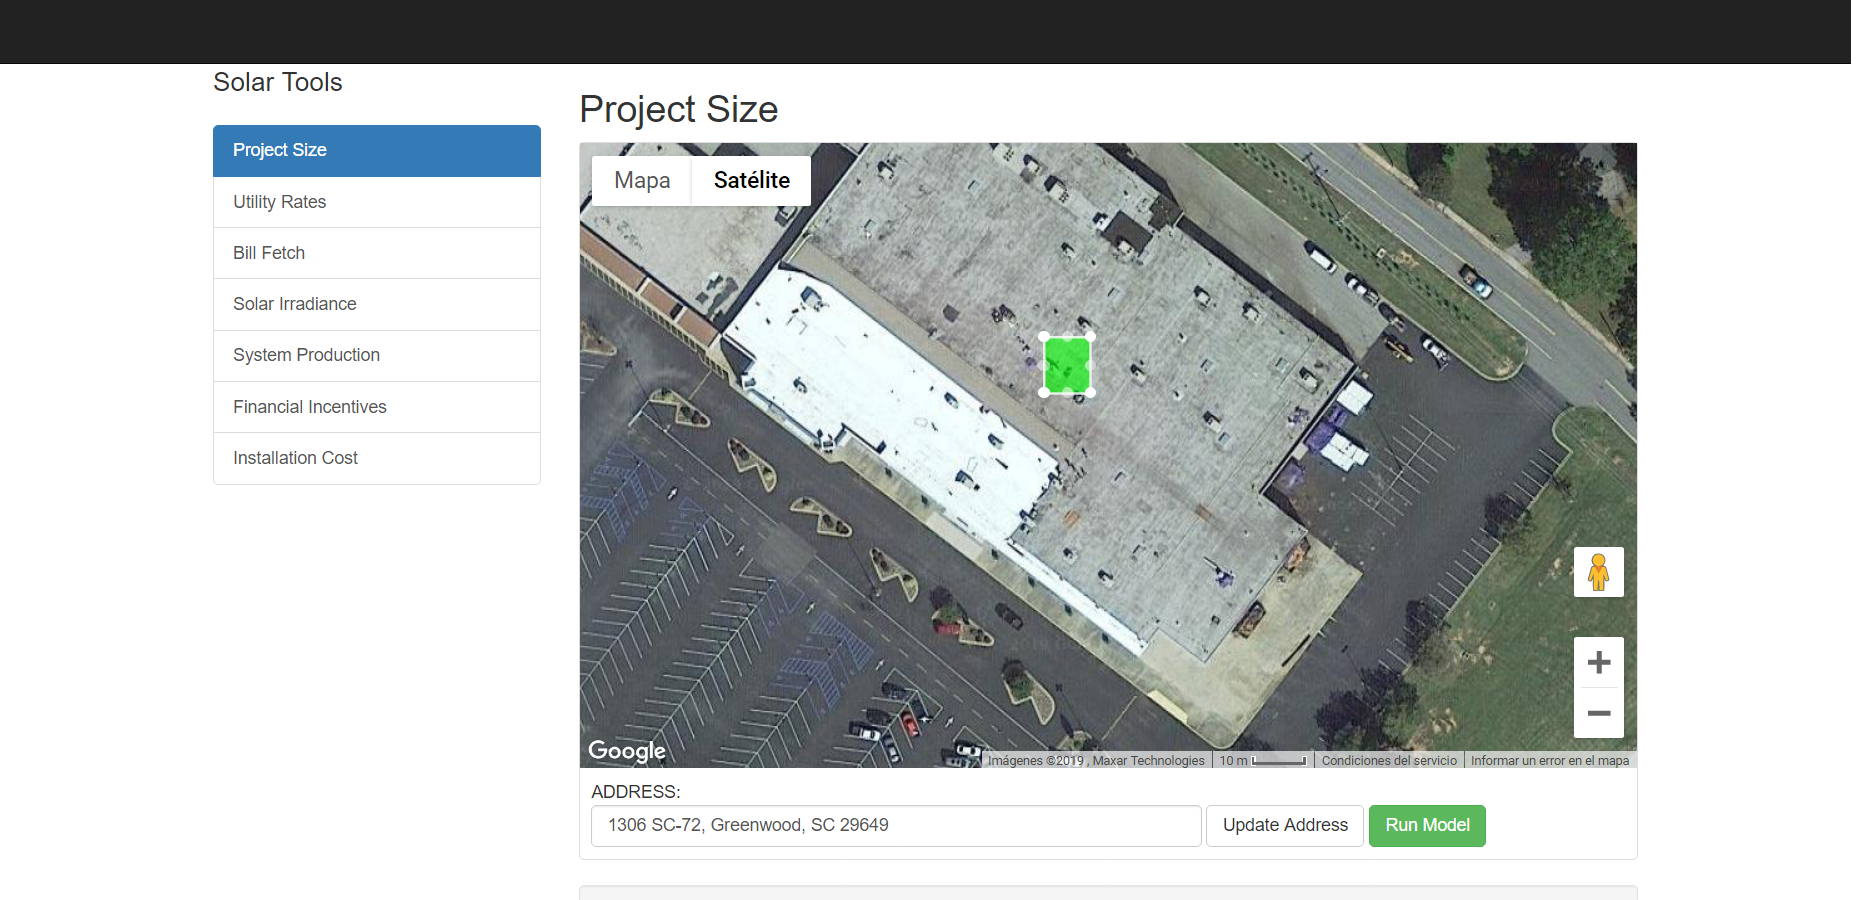 Solar Tools
Project Size
Utility Rates
Bill Fetch
Solar Irradiance
System Production
Financial Incentives
Installation Cost
Project Size
Mapa
Satélite
Google
Imágenes ©2019 , Maxar Technologies
10 m
Condiciones del servicio
Informar un error en el mapa
ADDRESS:
1306 SC-72, Greenwood, SC 29649
Update Address
Run Model